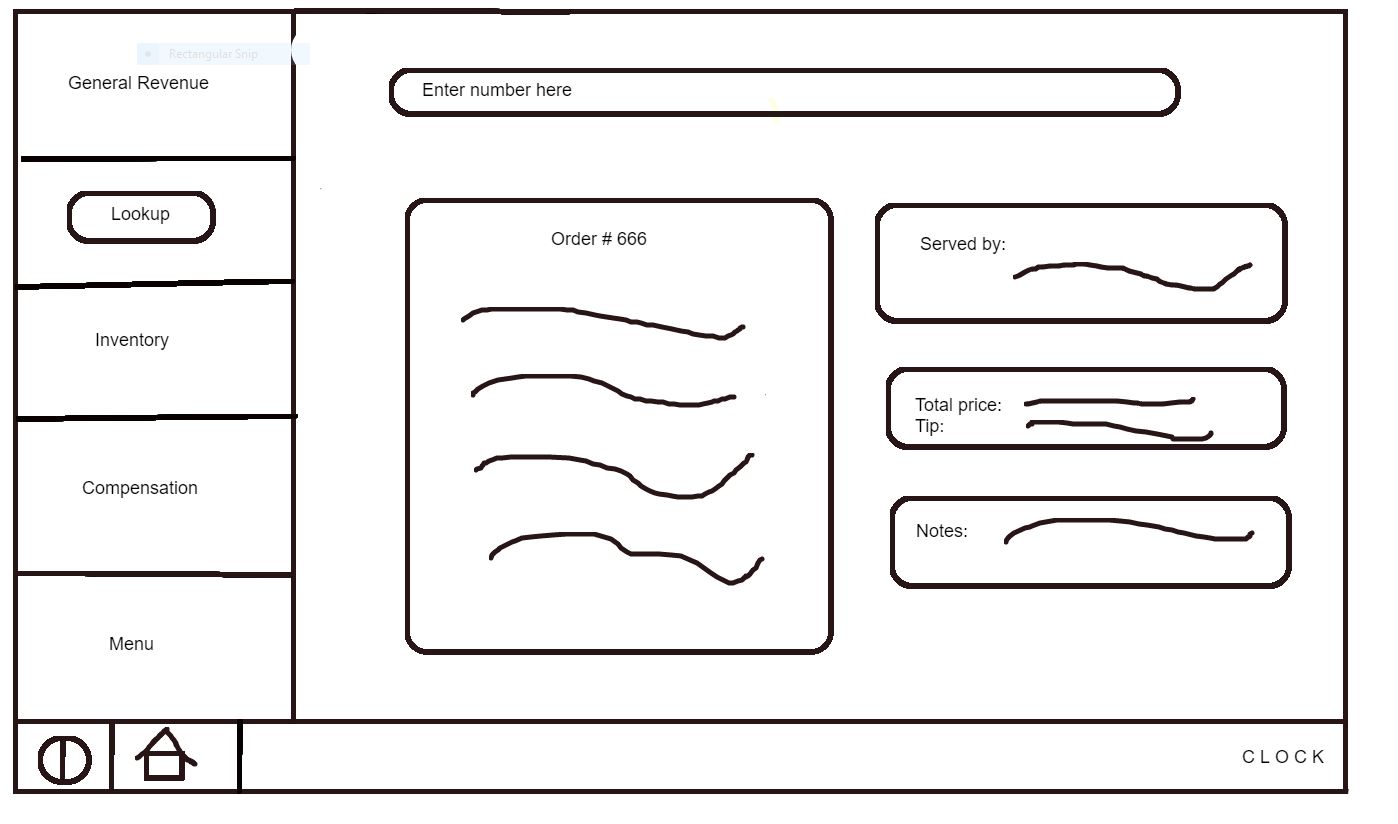 Rectangular Snip
General Revenue
Enter number here
Lookup
Order # 666
Served by:
Inventory
Total price:
Tip:
Compensation
Notes:
Menu
CLOCK